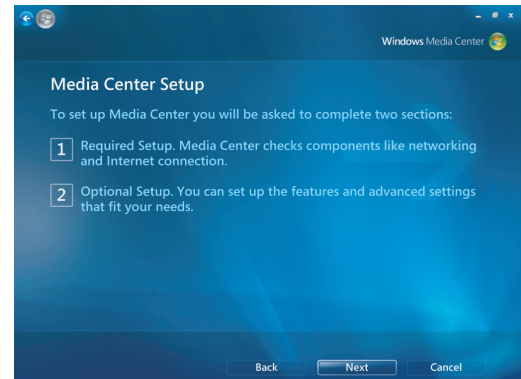 Windows Media Center
Media Center Setup
To set up Media Center you will be asked to complete two sections:
1 Required Setup. Media Center checks components like networking
and Internet connection.
2 Optional Setup. You can set up the features and advanced settings
that fit your needs.
Back Next Cancel